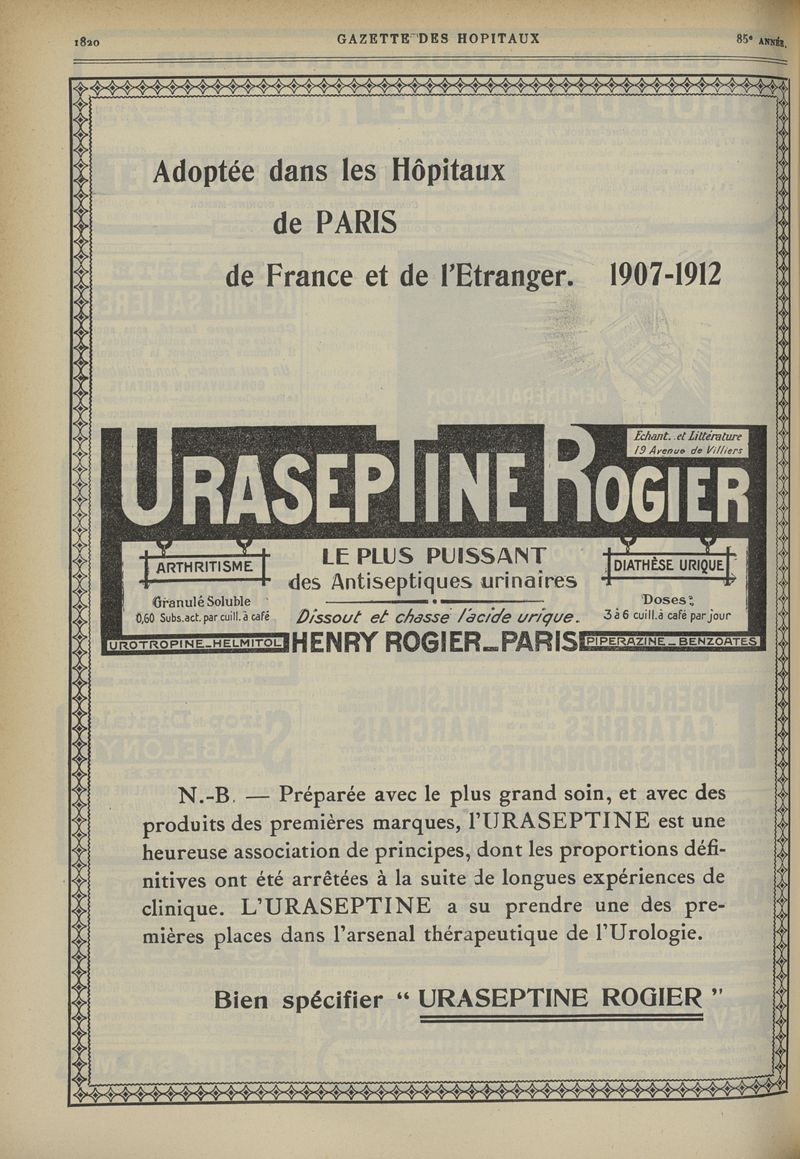 1820
GAZETTE DES HOPITAUX
85e ANNÉE.
Adoptée dans les Hôpitaux
de PARIS
de France et de l'Etranger. 1907-1912
Echant. et Littérature
19 Avenue de Villiers
URASEPTINE ROGIER
ARTHRITISME
LE PLUS PUISSANT
des Antiseptiques urinaires
DIATHÈSE URIQUE
Granulé Soluble
0,60 Subs.act. par cuill. à café
Dissout et chasse l'acide urique.
Doses:
3 à 6 cuill. à café par jour
UROTROPINE_HELMITOL
HENRY ROGIER_PARIS
PIPERAZINE_BENZOATES
N.-B. — Préparée avec le plus grand soin, et avec des
produits des premières marques, l'URASEPTINE est une
heureuse association de principes, dont les proportions défi-
nitives ont été arrêtées à la suite de longues expériences de
clinique. L'URASEPTINE a su prendre une des pre-
mières places dans l'arsenal thérapeutique de l'Urologie.
Bien spécifier “ URASEPTINE ROGIER ”